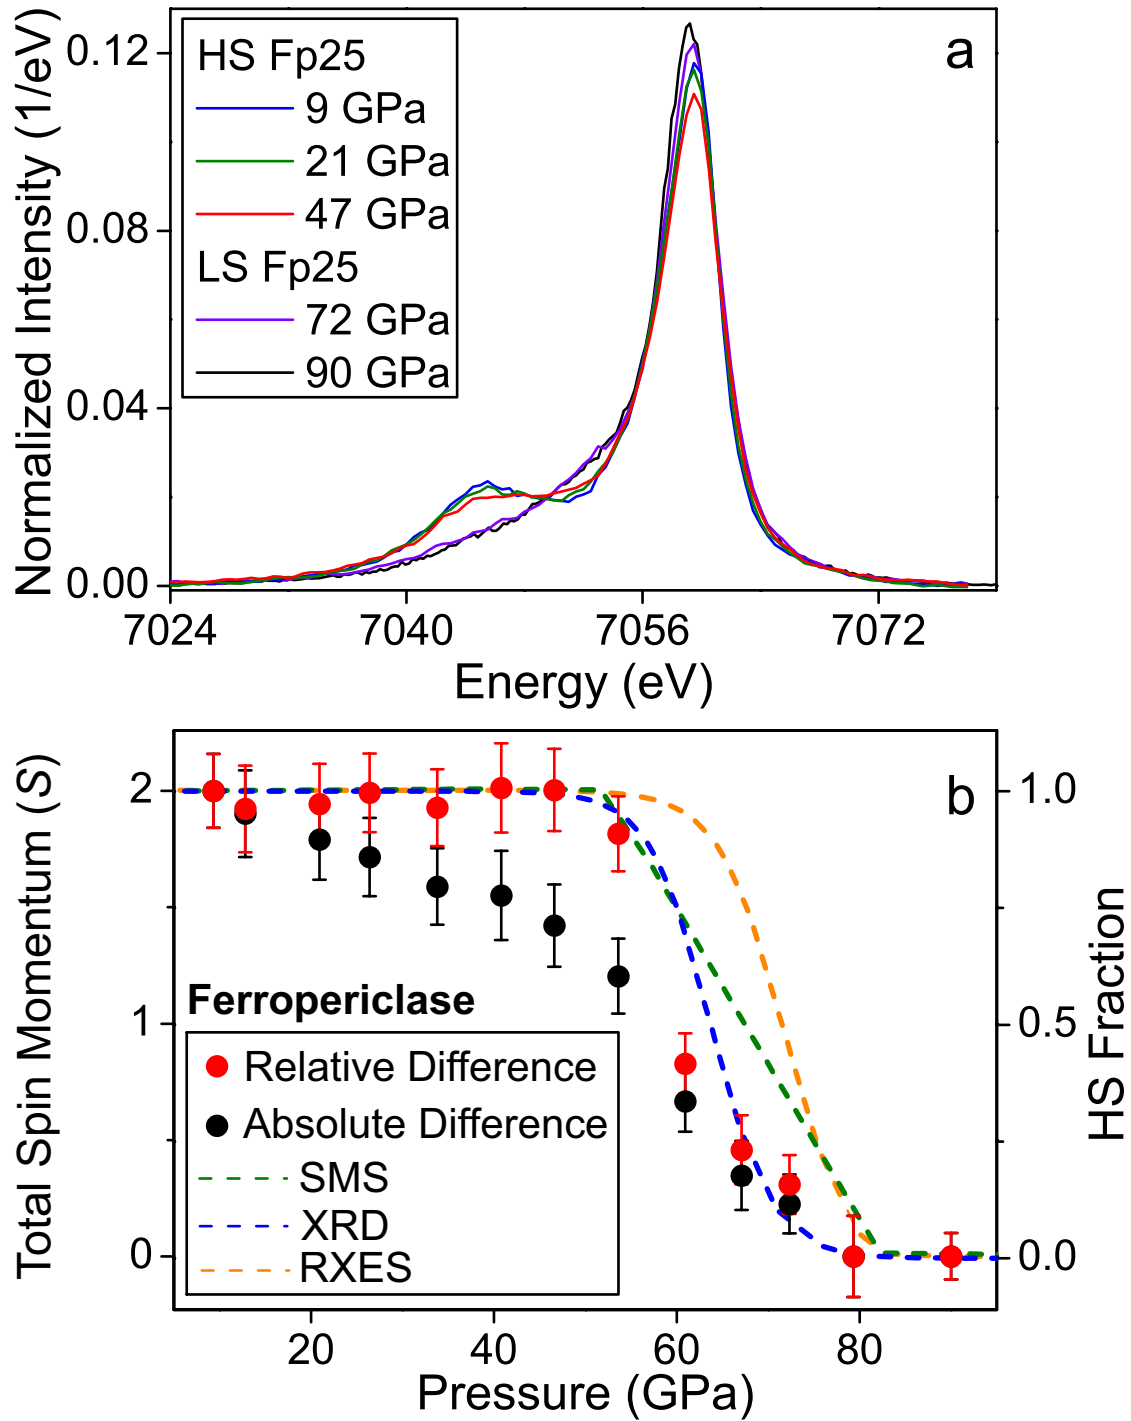 a
Normalized Intensity (1/eV)
0.12
0.08
0.04
0.00
HS Fp25
9 GPa
21 GPa
47 GPa
LS Fp25
72 GPa
90 GPa
7024 7040 7056 7072
Energy (eV)
b
Total Spin Momentum (S)
2
1
0
HS Fraction
1.0
0.5
0.0
Ferropericlase
Relative Difference
Absolute Difference
SMS
XRD
RXES
20 40 60 80
Pressure (GPa)